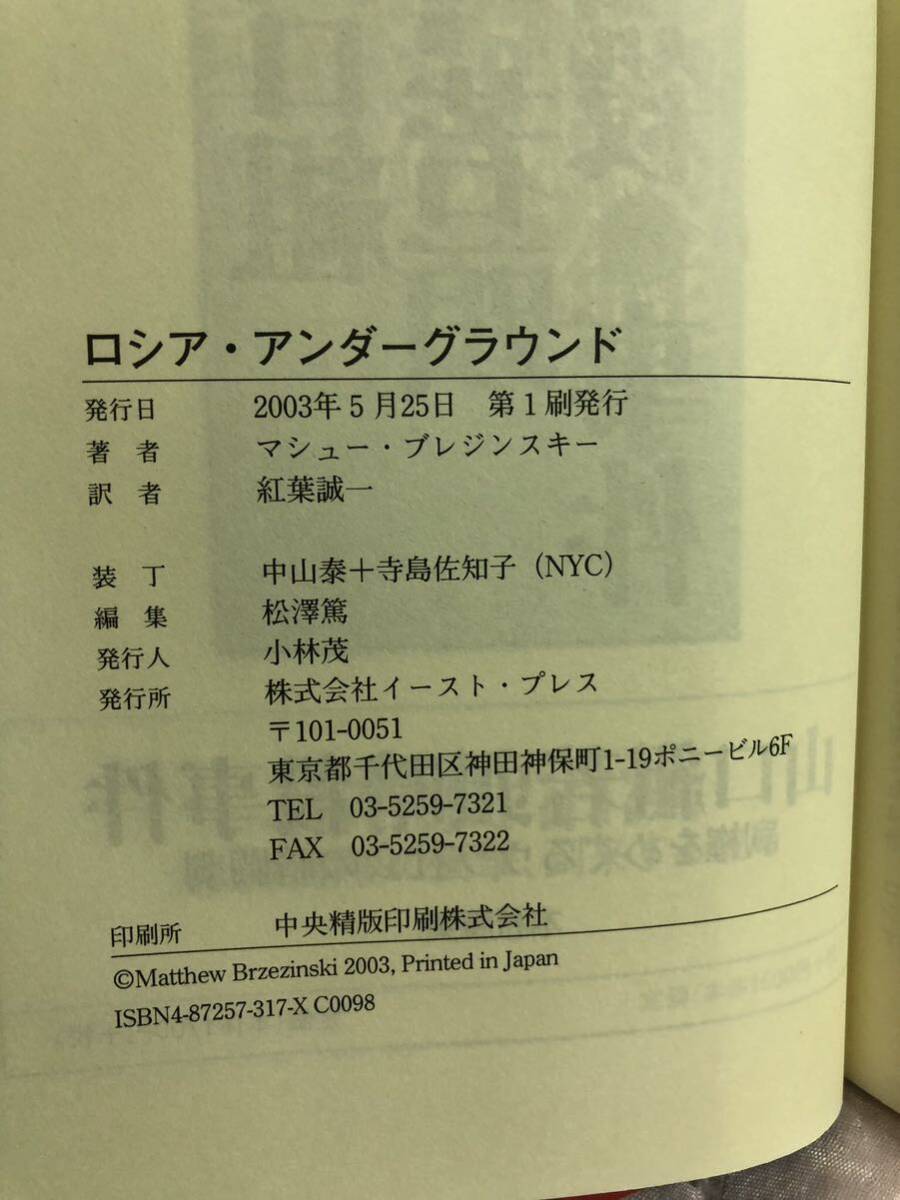 ロシア・アンダーグラウンド
発行日　2003年5月25日　第1刷発行
著　者　マシュー・ブレジンスキー
訳　者　紅葉誠一
装　丁　中山泰＋寺島佐知子（NYC）
編　集　松澤篤
発行人　小林茂
発行所　株式会社イースト・プレス
〒101-0051
東京都千代田区神田神保町1-19ポニービル6F
TEL　03-5259-7321
FAX　03-5259-7322
印刷所　中央精版印刷株式会社
©Matthew Brzezinski 2003, Printed in Japan
ISBN4-87257-317-X C0098